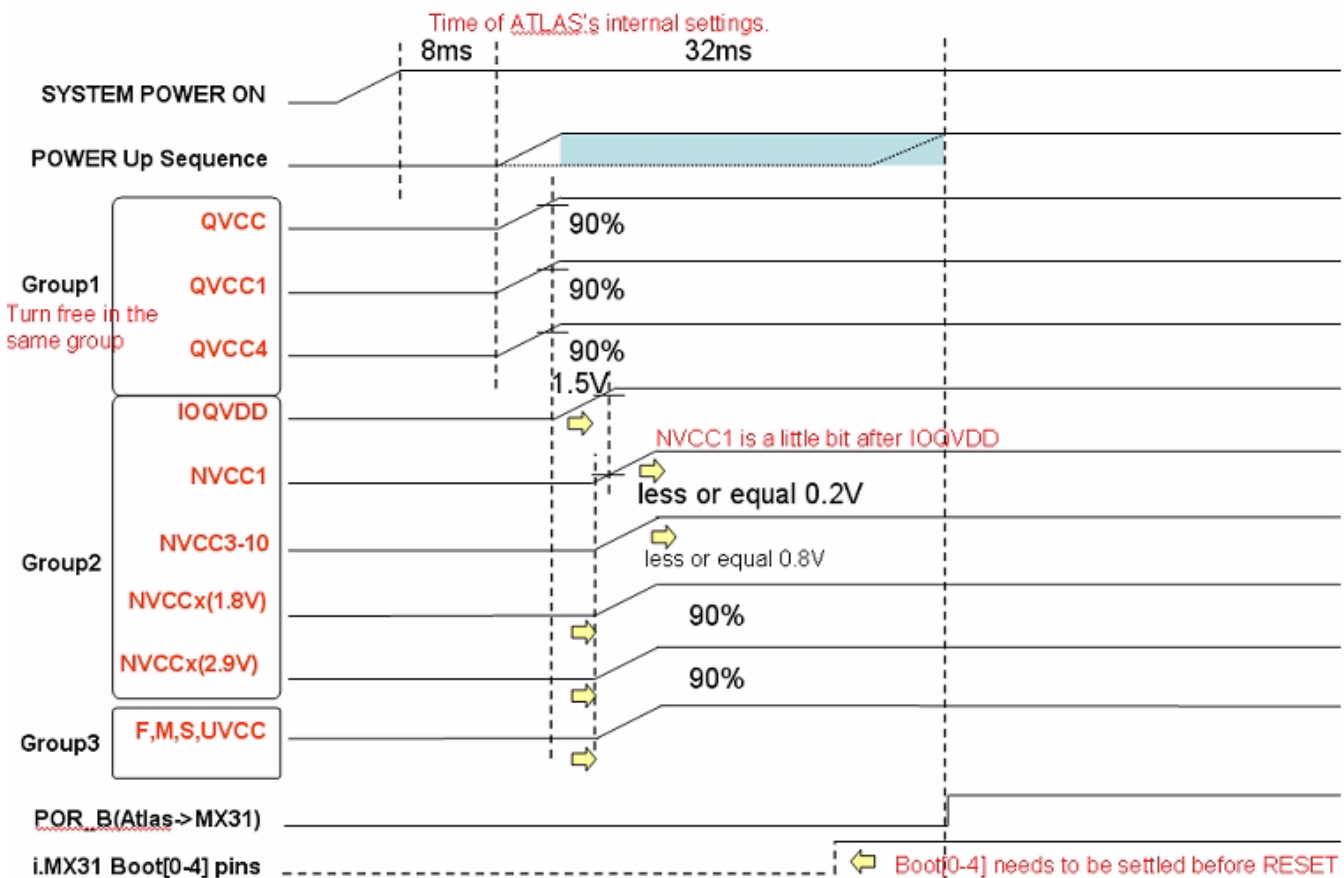 Time of ATLAS's internal settings.
8ms
32ms
SYSTEM POWER ON
POWER Up Sequence
QVCC
90%
Group1
QVCC1
90%
Turn free in the
same group
QVCC4
90%
1.5V
IOQVDD
NVCC1 is a little bit after IOQVDD
NVCC1
less or equal 0.2V
NVCC3-10
less or equal 0.8V
Group2
NVCCx(1.8V)
90%
NVCCx(2.9V)
90%
F,M,S,UVCC
Group3
POR_B(Atlas->MX31)
i.MX31 Boot[0-4] pins
Boot[0-4] needs to be settled before RESET